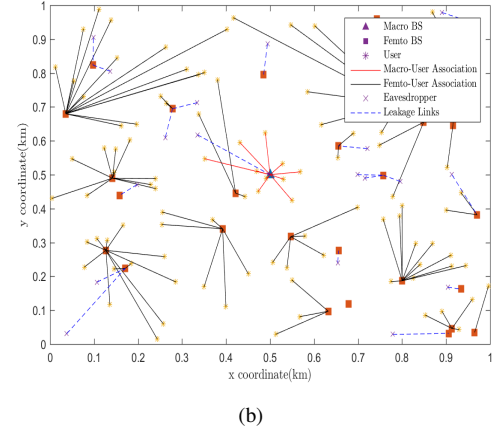 1
0.9
0.8
0.7
0.6
0.5
0.4
0.3
0.2
0.1
0
y coordinate(km)
Macro BS
Femto BS
User
Macro-User Association
Femto-User Association
Eavesdropper
Leakage Links
0 0.1 0.2 0.3 0.4 0.5 0.6 0.7 0.8 0.9 1
x coordinate(km)
(b)